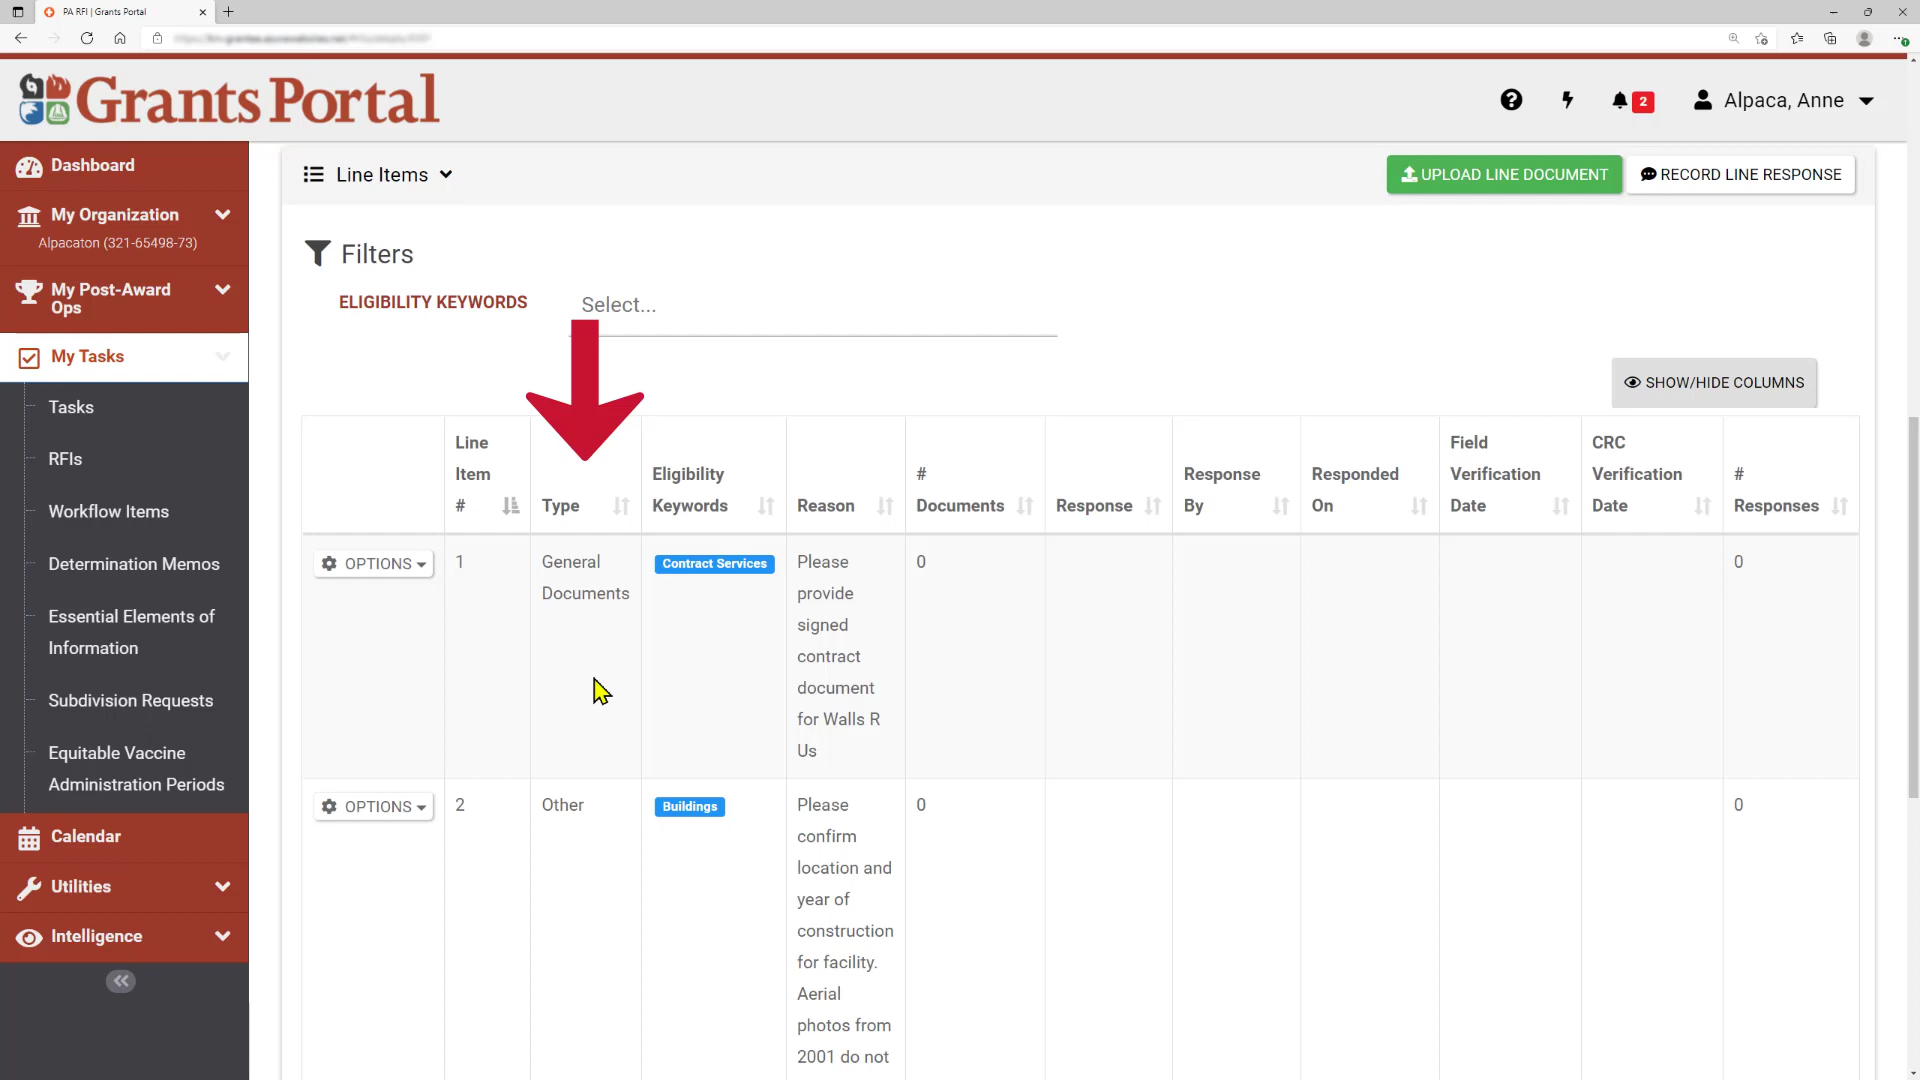 PA RFI | Grants Portal
Grants Portal
2
Alpaca, Anne
Dashboard
My Organization
Alpacaton (321-65498-73)
My Post-Award
Ops
My Tasks
Tasks
RFIs
Workflow Items
Determination Memos
Essential Elements of
Information
Subdivision Requests
Equitable Vaccine
Administration Periods
Calendar
Utilities
Intelligence
Line Items
UPLOAD LINE DOCUMENT
RECORD LINE RESPONSE
Filters
ELIGIBILITY KEYWORDS
Select...
SHOW/HIDE COLUMNS
Line
Item
#
Type
Eligibility
Keywords
Reason
#
Documents
Response
Response
By
Responded
On
Field
Verification
Date
CRC
Verification
Date
#
Responses
OPTIONS
1
General
Documents
Contract Services
Please
provide
signed
contract
document
for Walls R
Us
0
0
OPTIONS
2
Other
Buildings
Please
confirm
location and
year of
construction
for facility.
Aerial
photos from
2001 do not
0
0